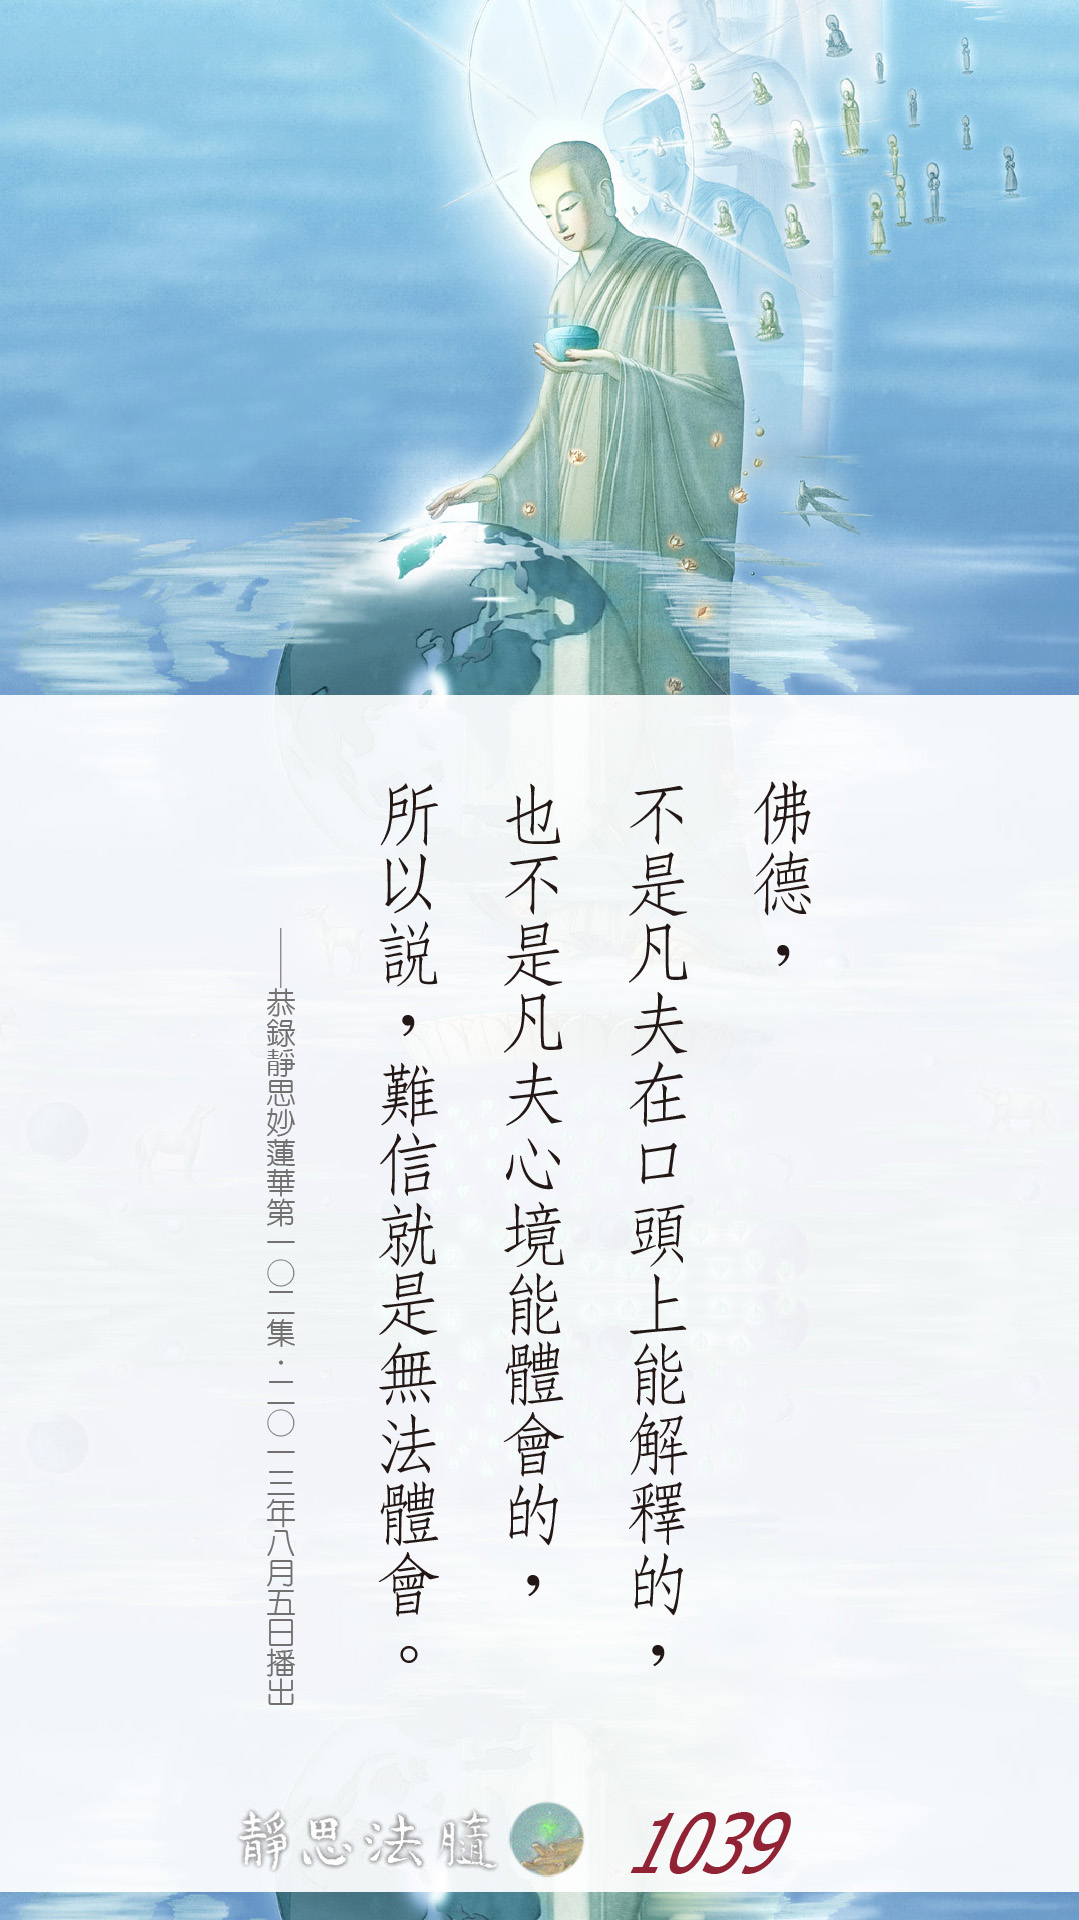 佛德，
不是凡夫在口頭上能解釋的，
也不是凡夫心境能體會的，
所以説，難信就是無法體會。
——恭錄靜思妙蓮華第一〇二集．二〇一三年八月五日播出
靜思法髓
1039